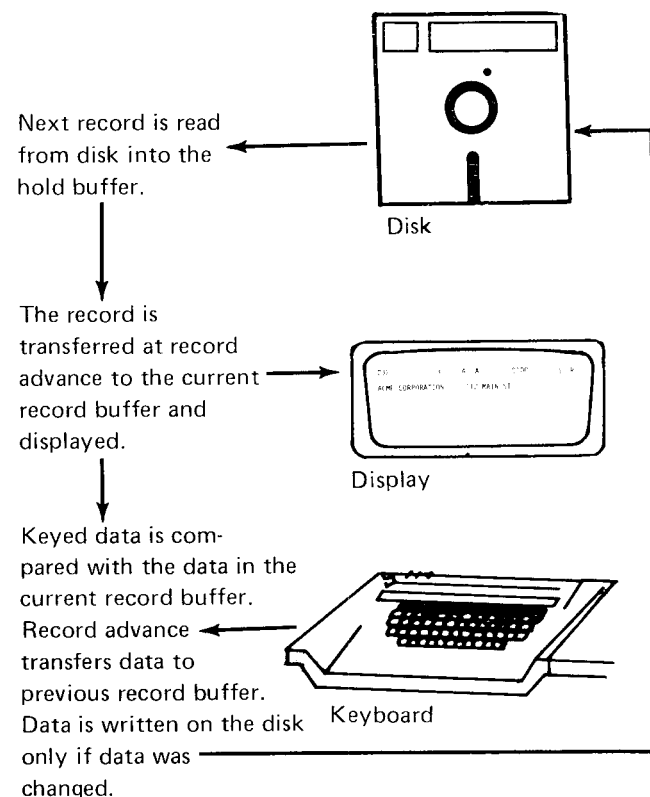 Next record is read
from disk into the
hold buffer.
Disk
The record is
transferred at record
advance to the current
record buffer and
displayed.
ACME CORPORATION MAIN ST
Display
Keyed data is com-
pared with the data in the
current record buffer.
Record advance
transfers data to
previous record buffer.
Data is written on the disk
only if data was
changed.
Keyboard